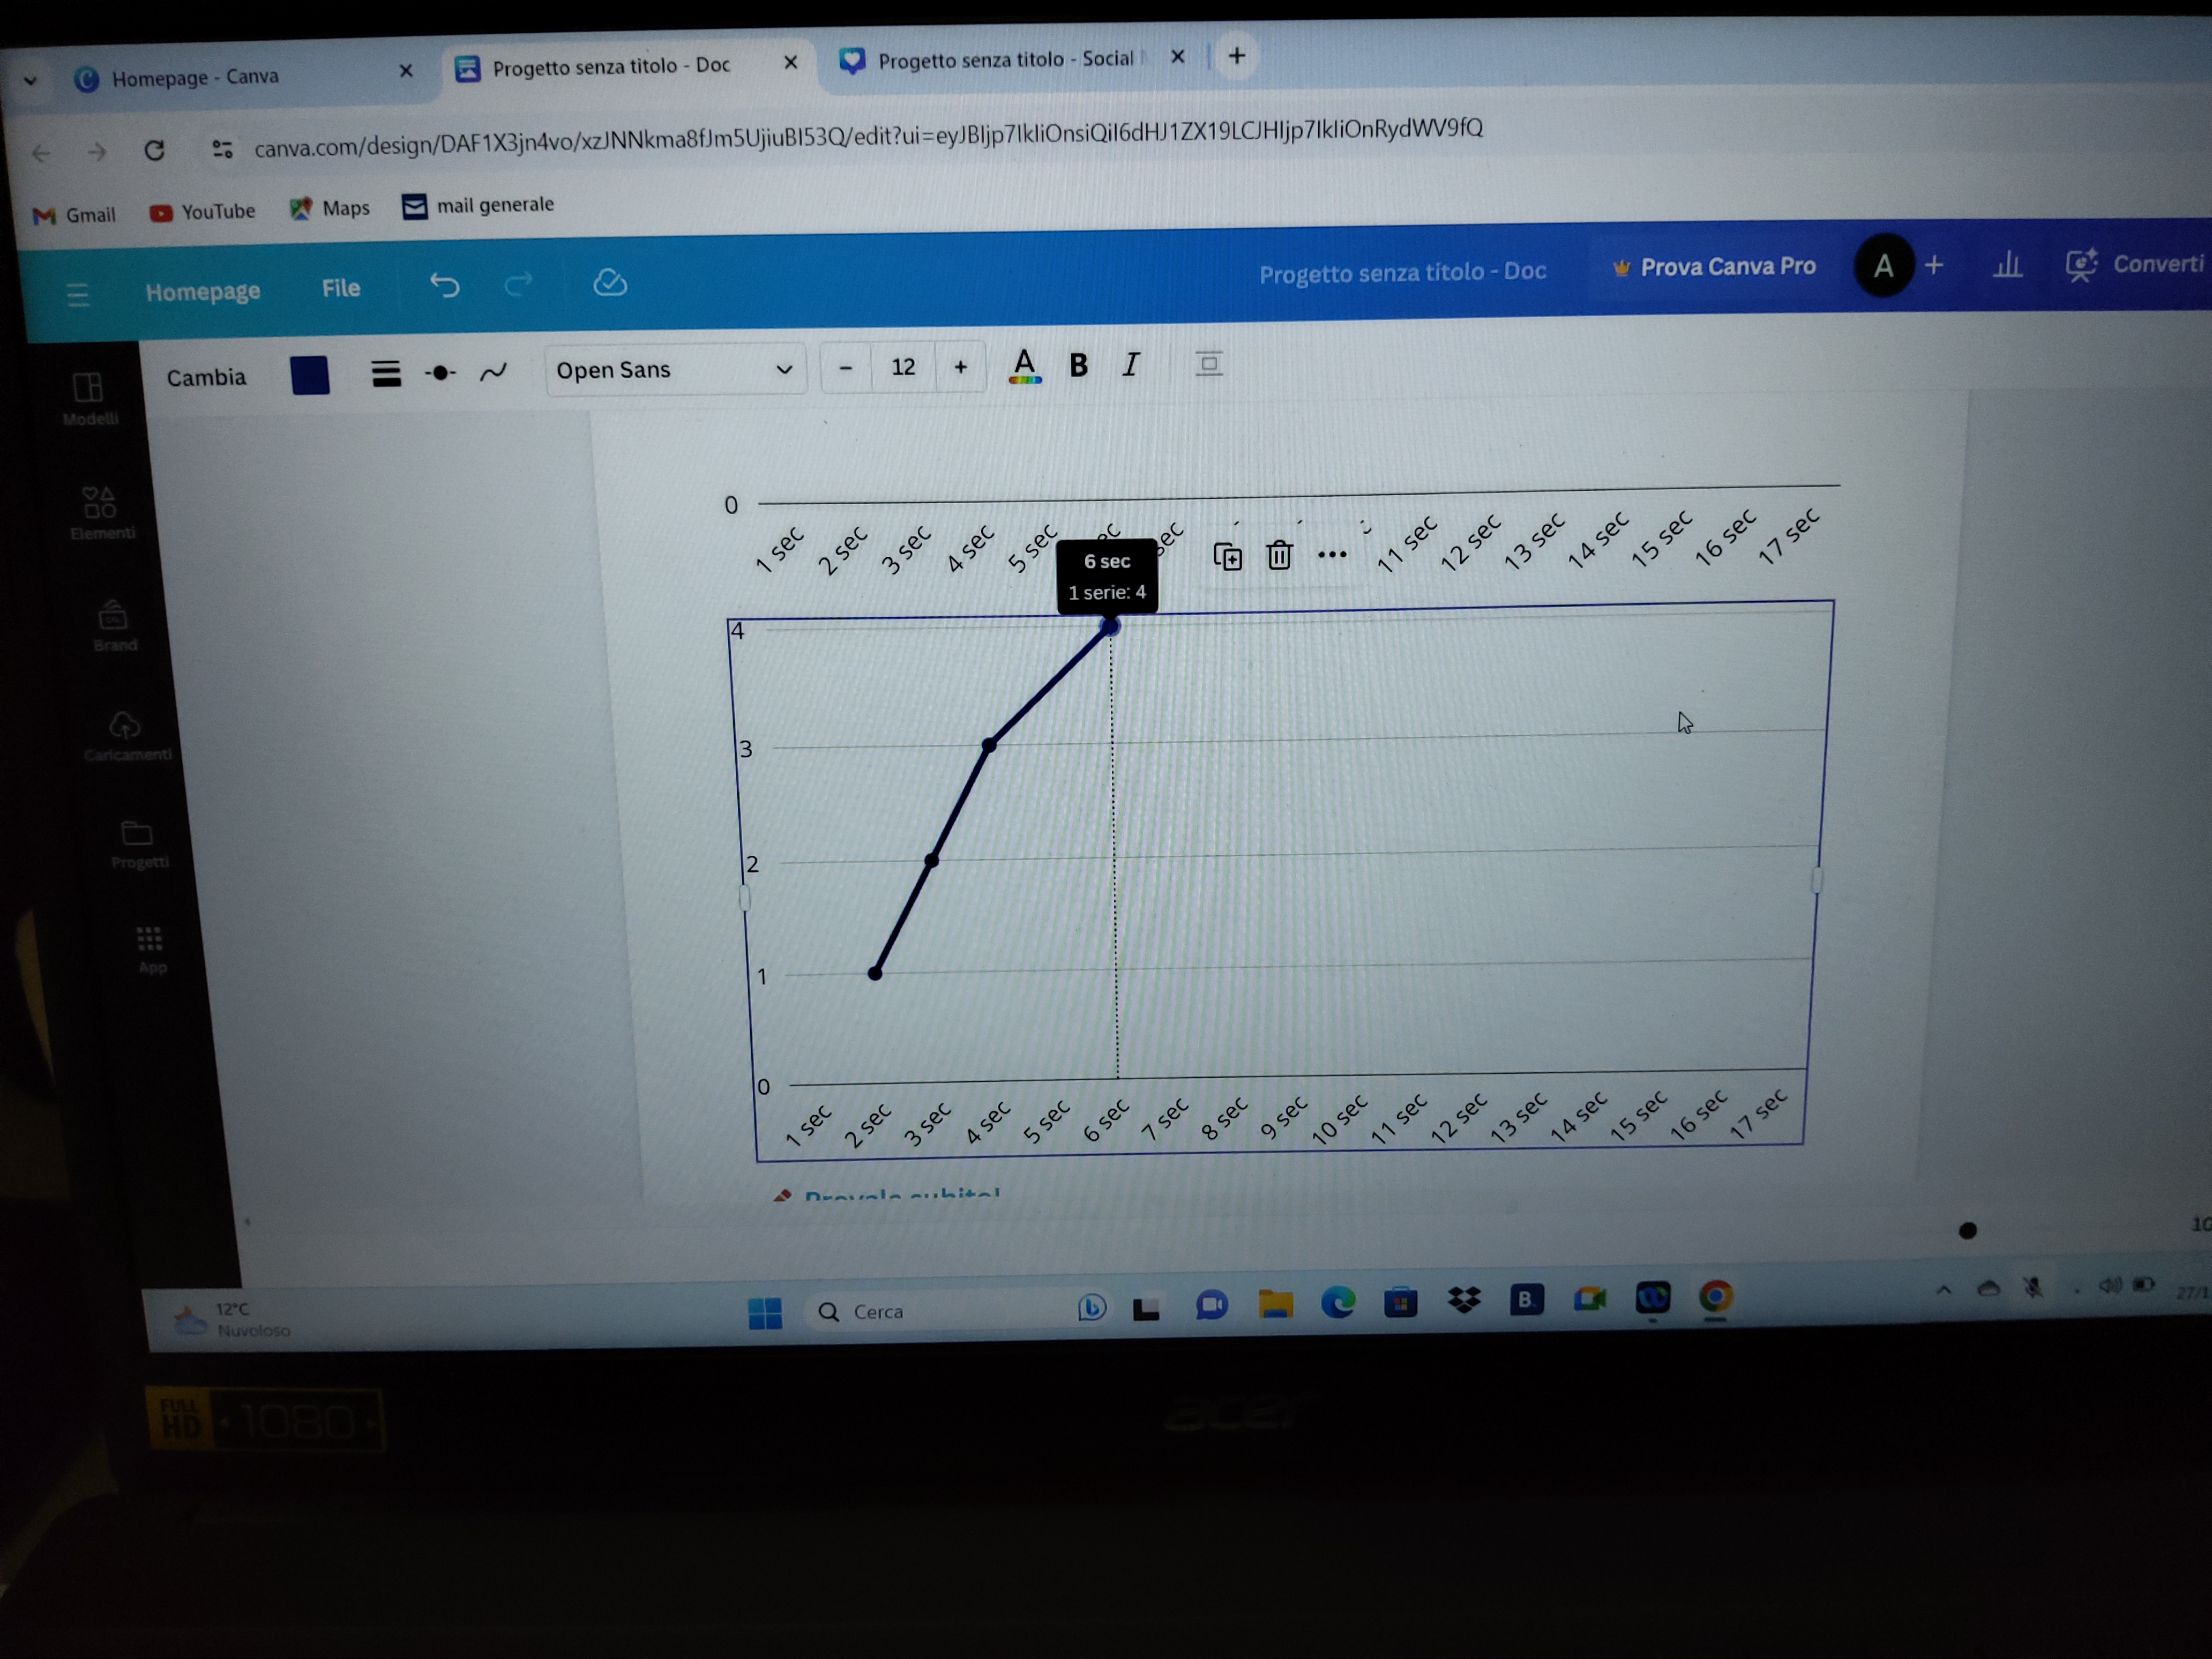 Homepage - Canva
Progetto senza titolo - Doc
Progetto senza titolo - Social
canva.com/design/DAF1X3jn4vo/xzJNNkma8fJm5UjiuBI53Q/edit?ui=eyJBIjp7IkIiOnsiQiI6dHJ1ZX19LCJHIjp7IkIiOnRydWV9fQ
Gmail
YouTube
Maps
mail generale
Homepage
File
Progetto senza titolo - Doc
Prova Canva Pro
A
Converti
Cambia
Open Sans
12
A
B
I
Modelli
Elementi
Brand
Caricamenti
Progetti
App
0
1 sec
2 sec
3 sec
4 sec
5 sec
sec
11 sec
12 sec
13 sec
14 sec
15 sec
16 sec
17 sec
6 sec
1 serie: 4
4
3
2
1
0
1 sec
2 sec
3 sec
4 sec
5 sec
6 sec
7 sec
8 sec
9 sec
10 sec
11 sec
12 sec
13 sec
14 sec
15 sec
16 sec
17 sec
12°C
Nuvoloso
Cerca
B.
FULL HD 1080
acer